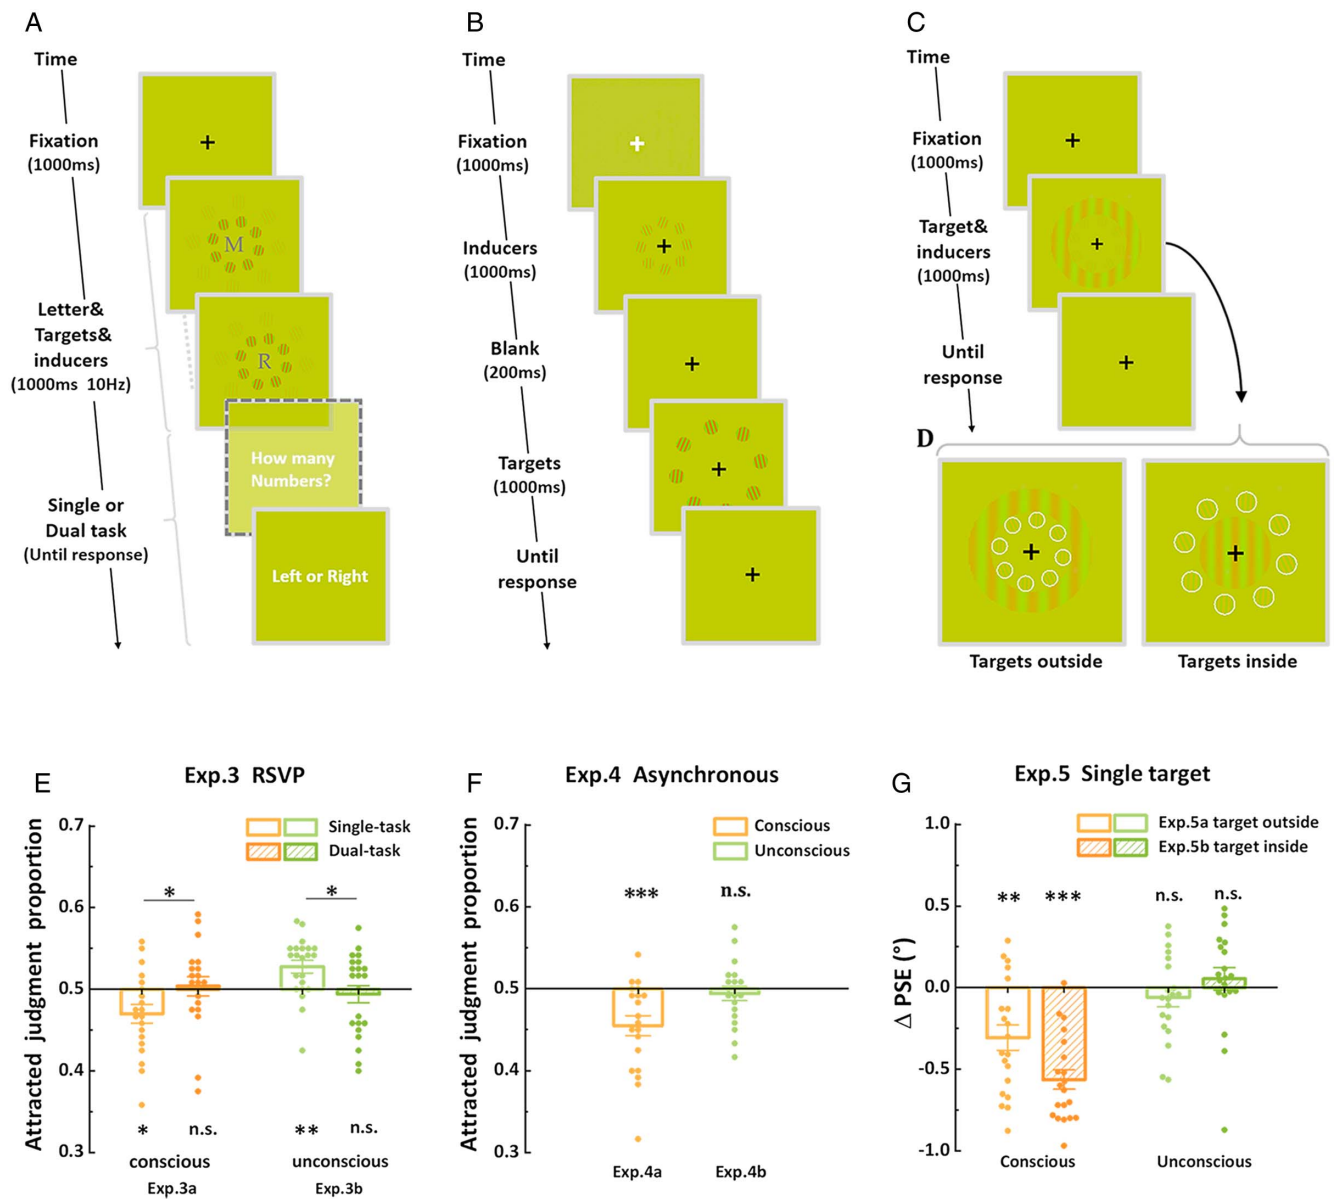 A
Time
Fixation
(1000ms)
M
Letter&
Targets&
inducers
(1000ms 10Hz)
R
How many
Numbers?
Single or
Dual task
(Until response)
Left or Right
B
Time
Fixation
(1000ms)
Inducers
(1000ms)
Blank
(200ms)
Targets
(1000ms)
Until
response
C
Time
Fixation
(1000ms)
Target&
inducers
(1000ms)
Until
response
D
Targets outside
Targets inside
E
Exp.3 RSVP
Single-task
Dual-task
Attracted judgment proportion
0.7
0.6
0.5
0.4
0.3
*
*
*
n.s.
**
n.s.
conscious
unconscious
Exp.3a
Exp.3b
F
Exp.4 Asynchronous
Conscious
Unconscious
Attracted judgment proportion
0.7
0.6
0.5
0.4
0.3
***
n.s.
Exp.4a
Exp.4b
G
Exp.5 Single target
Exp.5a target outside
Exp.5b target inside
Δ PSE (°)
1.0
0.5
0.0
-0.5
-1.0
**
***
n.s.
n.s.
Conscious
Unconscious